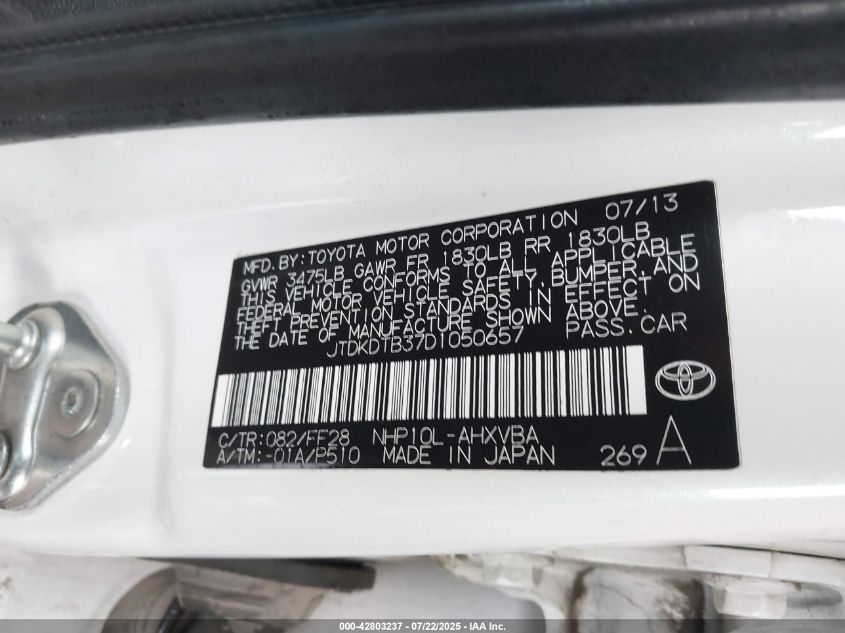 MFD. BY: TOYOTA MOTOR CORPORATION 07/13
GVWR 3475LB GAWR FR 1830LB RR 1830LB
THIS VEHICLE CONFORMS TO ALL APPLICABLE
FEDERAL MOTOR VEHICLE SAFETY, BUMPER, AND
THEFT PREVENTION STANDARDS IN EFFECT ON
THE DATE OF MANUFACTURE SHOWN ABOVE.
JTDKDTB37D1050657 PASS. CAR
C/TR: 082/FF28 NHP10L-AHXVBA
A/TM: -01A/P510 MADE IN JAPAN 269 A
000-42803237 - 07/22/2025 - IAA Inc.